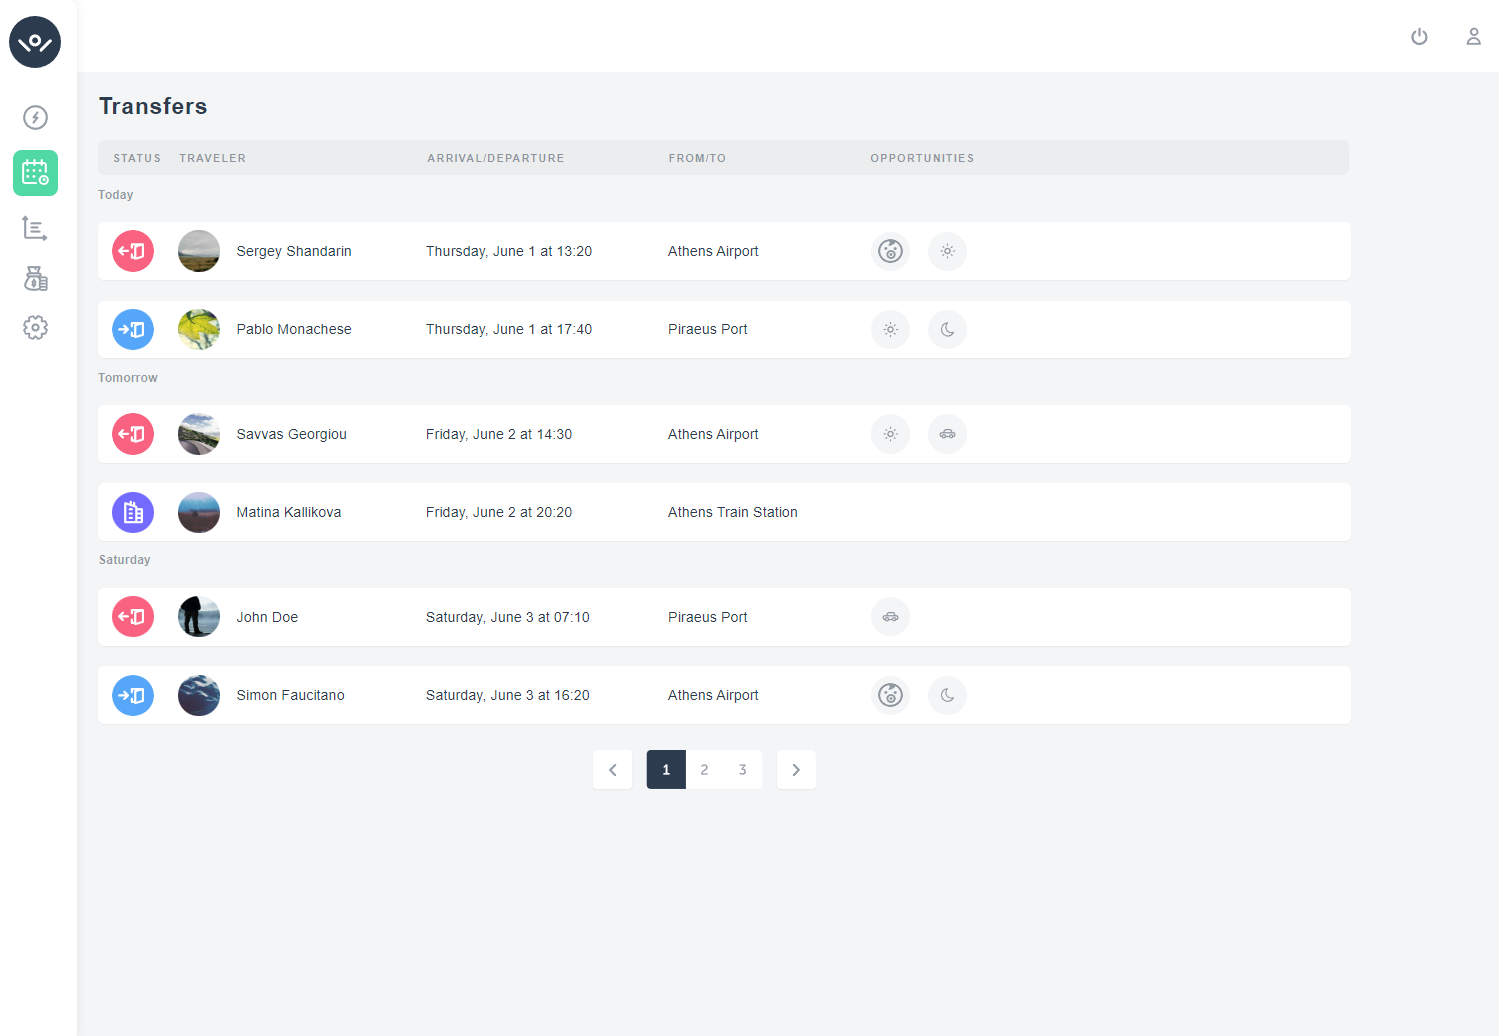 Transfers
STATUS TRAVELER ARRIVAL/DEPARTURE FROM/TO OPPORTUNITIES
Today
Sergey Shandarin Thursday, June 1 at 13:20 Athens Airport
Pablo Monachese Thursday, June 1 at 17:40 Piraeus Port
Tomorrow
Savvas Georgiou Friday, June 2 at 14:30 Athens Airport
Matina Kallikova Friday, June 2 at 20:20 Athens Train Station
Saturday
John Doe Saturday, June 3 at 07:10 Piraeus Port
Simon Faucitano Saturday, June 3 at 16:20 Athens Airport
1 2 3